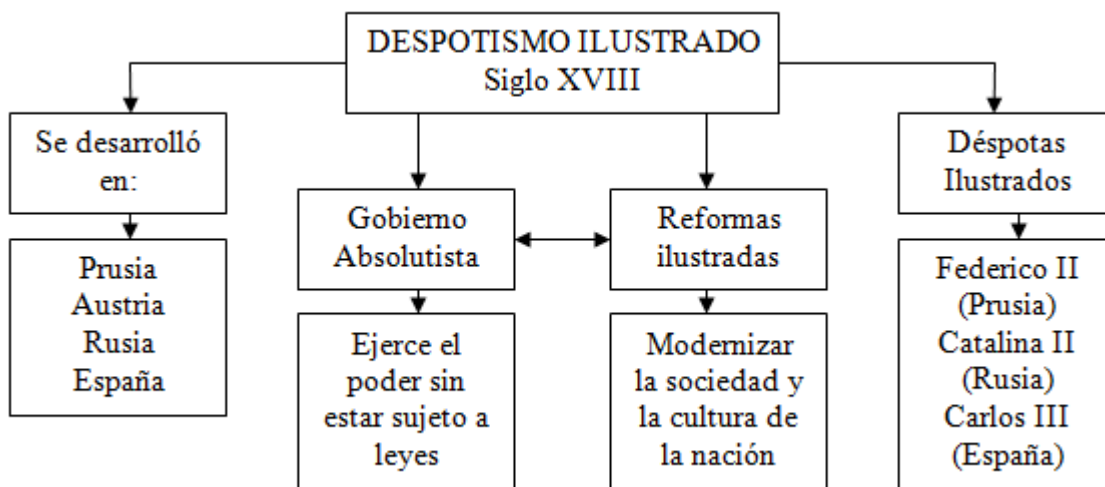 DESPOTISMO ILUSTRADO
Siglo XVIII
Se desarrolló
en:
Prusia
Austria
Rusia
España
Gobierno
Absolutista
Ejerce el
poder sin
estar sujeto a
leyes
Reformas
ilustradas
Modernizar
la sociedad y
la cultura de
la nación
Déspotas
Ilustrados
Federico II
(Prusia)
Catalina II
(Rusia)
Carlos III
(España)